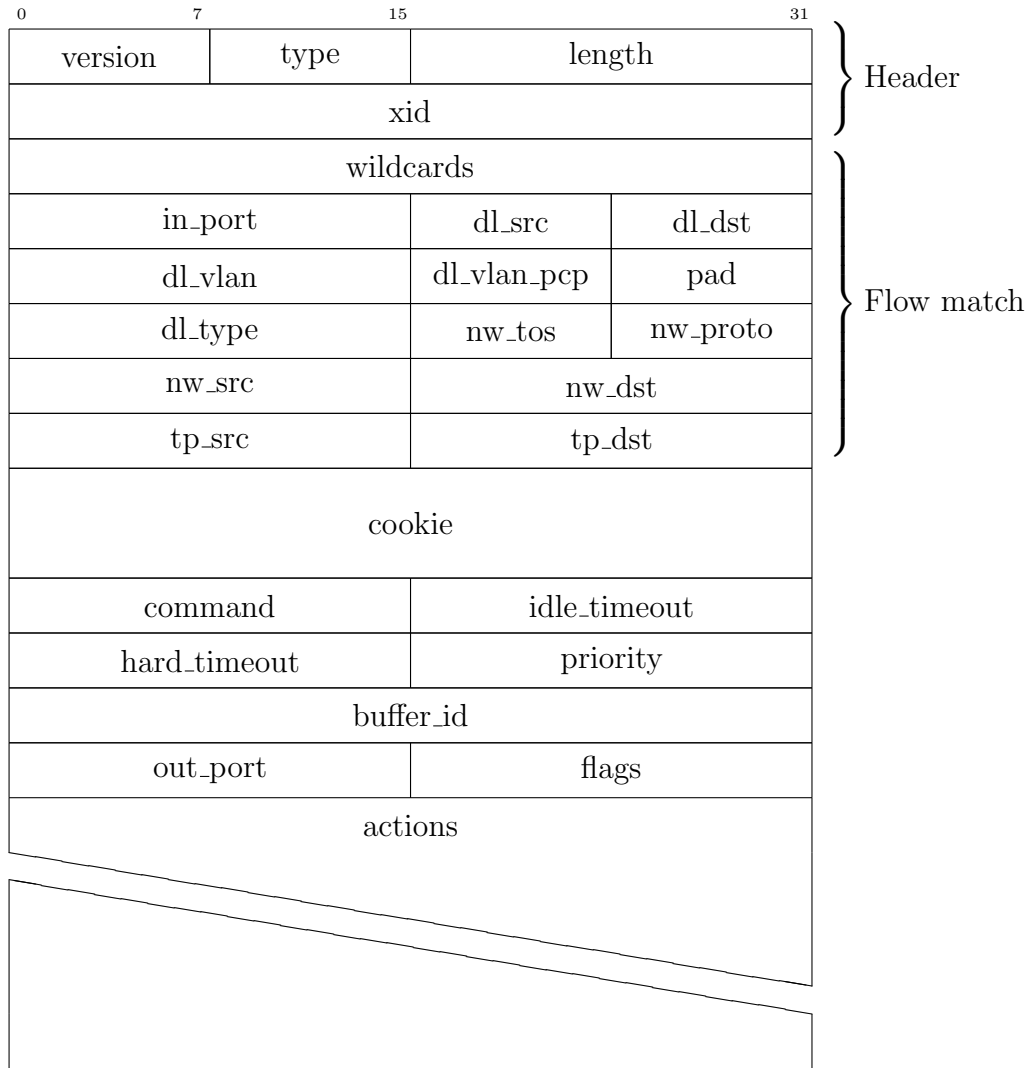 0 7 15 31
version type length
Header
xid
wildcards
in_port dl_src dl_dst
dl_vlan dl_vlan_pcp pad
Flow match
dl_type nw_tos nw_proto
nw_src nw_dst
tp_src tp_dst
cookie
command idle_timeout
hard_timeout priority
buffer_id
out_port flags
actions